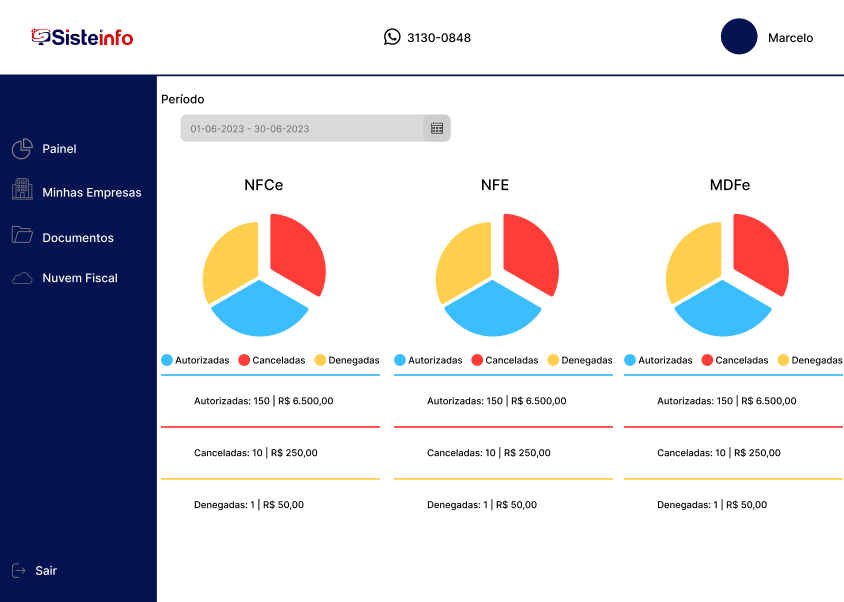 Sisteinfo
3130-0848
Marcelo
Período
01-06-2023 - 30-06-2023
Painel
Minhas Empresas
Documentos
Nuvem Fiscal
Sair
NFCe
Autorizadas Canceladas Denegadas
Autorizadas: 150 | R$ 6.500,00
Canceladas: 10 | R$ 250,00
Denegadas: 1 | R$ 50,00
NFE
Autorizadas Canceladas Denegadas
Autorizadas: 150 | R$ 6.500,00
Canceladas: 10 | R$ 250,00
Denegadas: 1 | R$ 50,00
MDFe
Autorizadas Canceladas Denegadas
Autorizadas: 150 | R$ 6.500,00
Canceladas: 10 | R$ 250,00
Denegadas: 1 | R$ 50,00